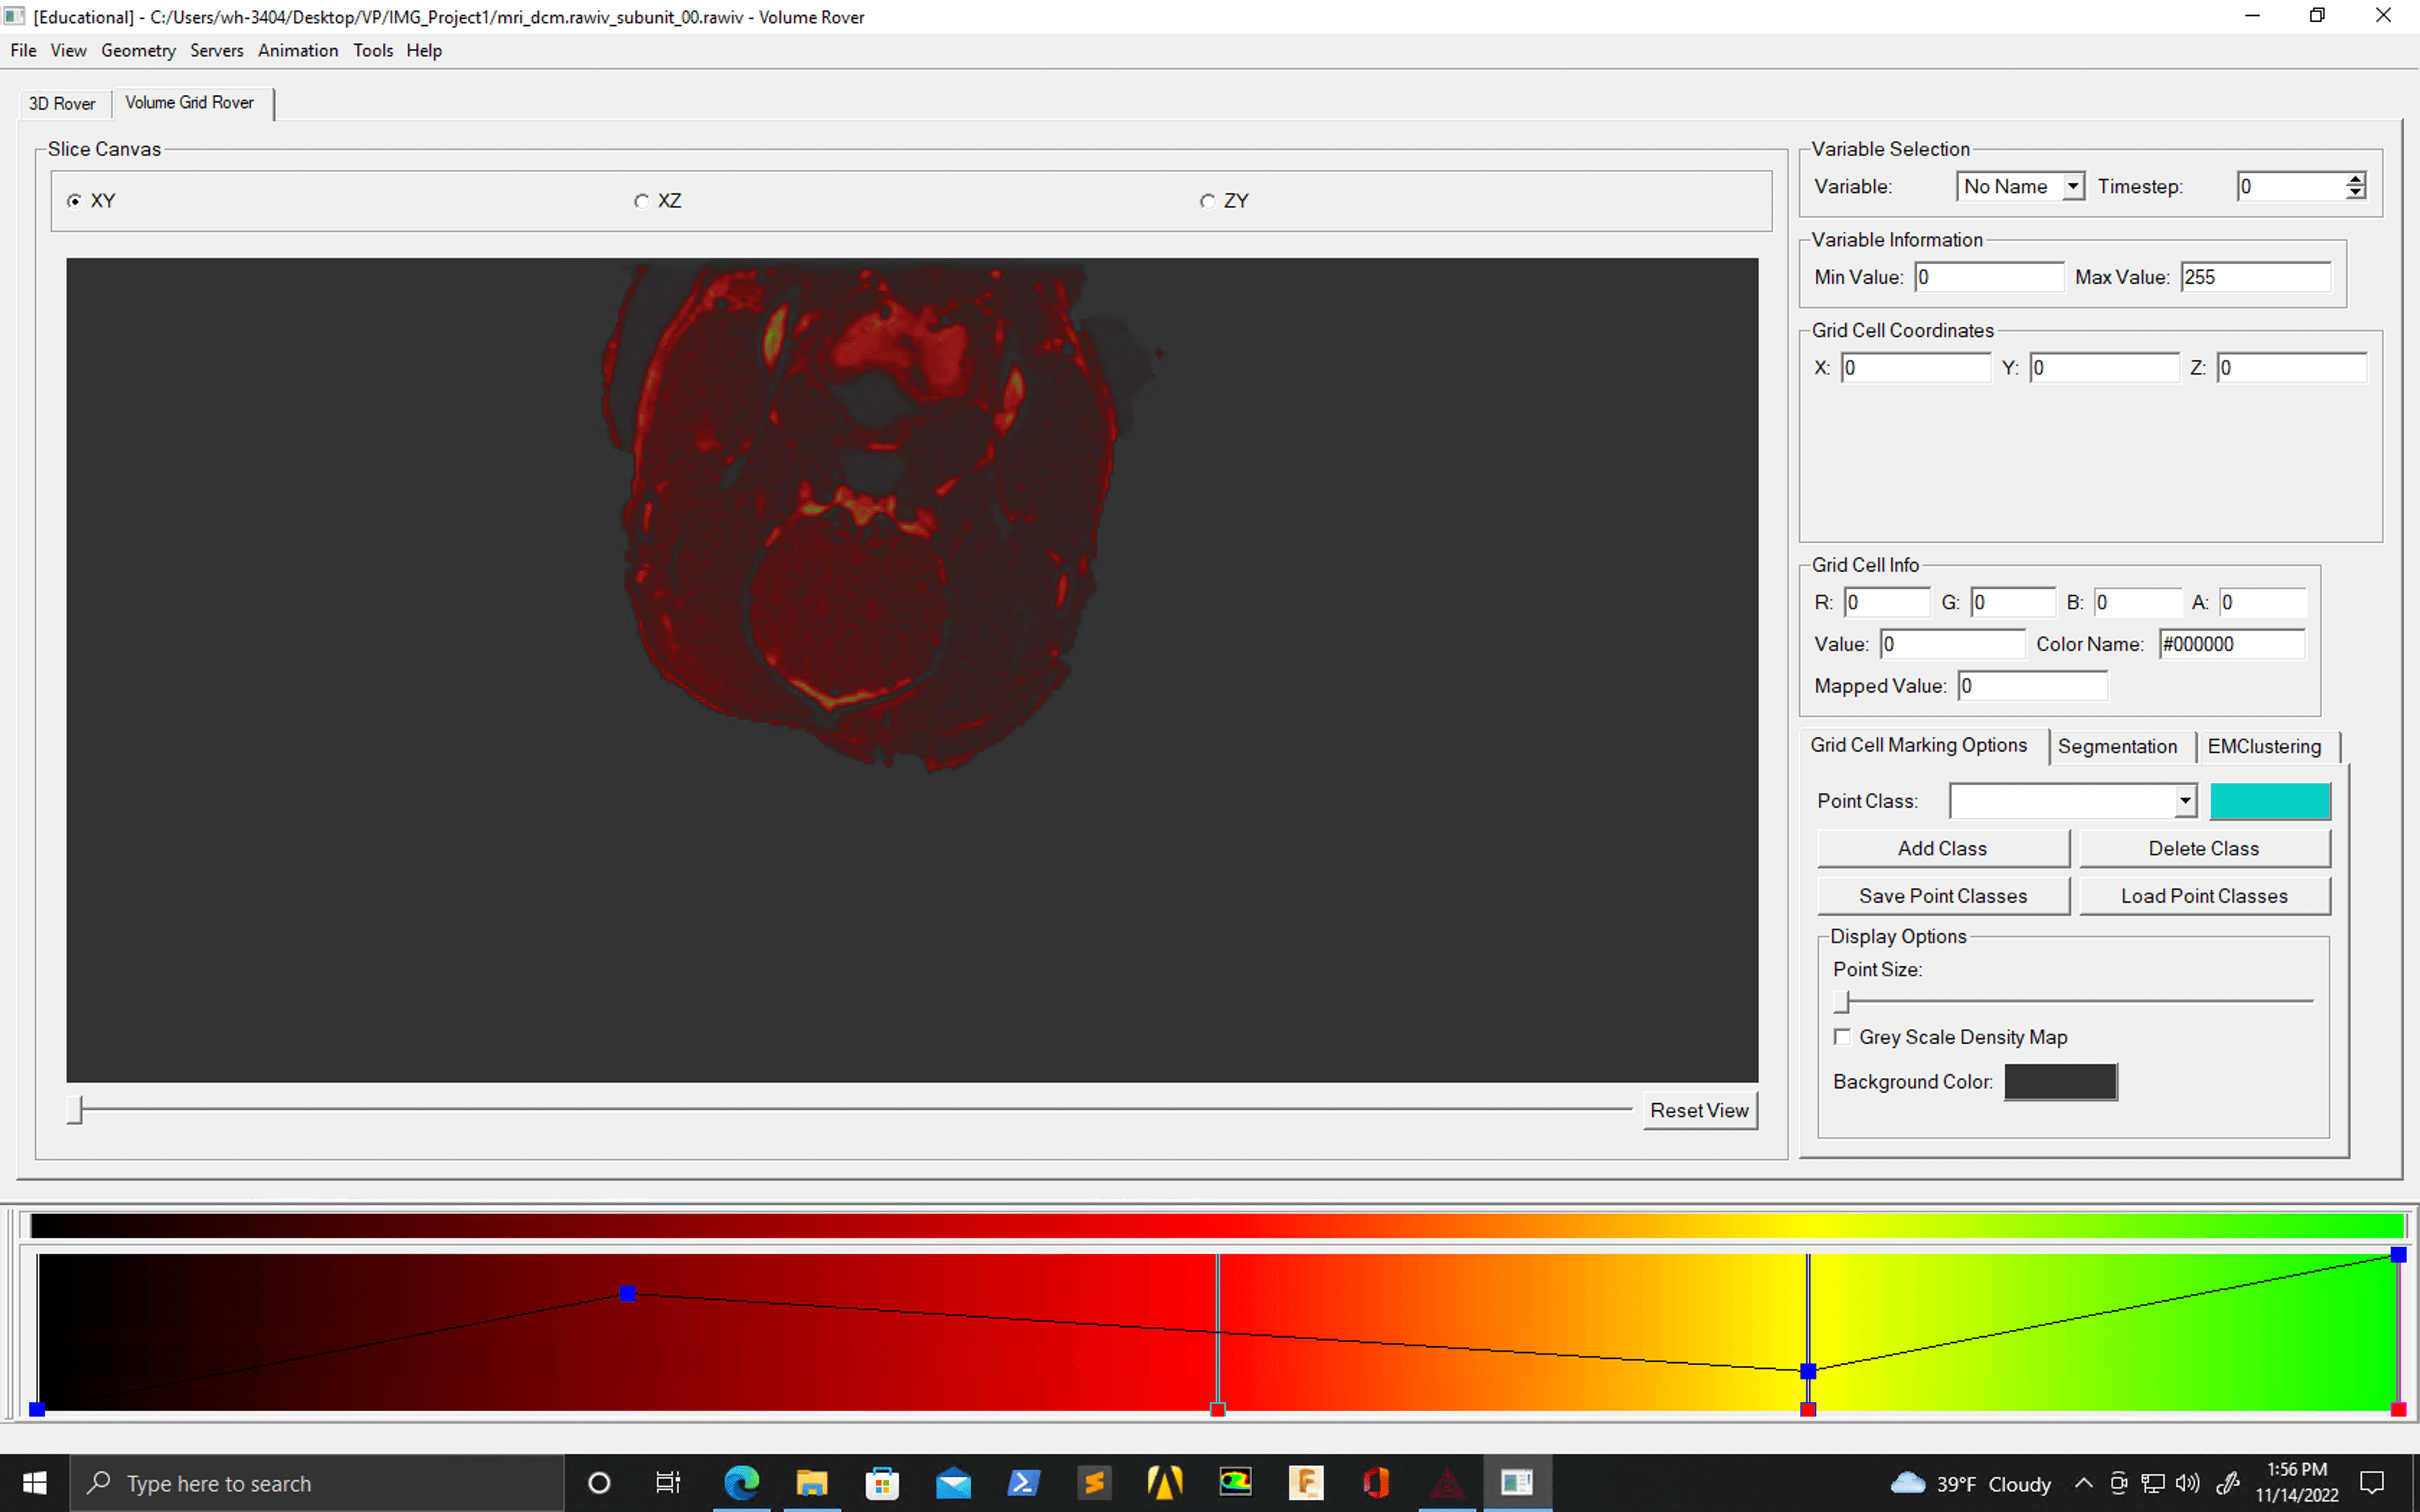 [Educational] - C:/Users/wh-3404/Desktop/VP/IMG_Project1/mri_dcm.rawiv_subunit_00.rawiv - Volume Rover
File View Geometry Servers Animation Tools Help
3D Rover Volume Grid Rover
Slice Canvas
XY XZ ZY
Reset View
Variable Selection
Variable: No Name Timestep: 0
Variable Information
Min Value: 0 Max Value: 255
Grid Cell Coordinates
X: 0 Y: 0 Z: 0
Grid Cell Info
R: 0 G: 0 B: 0 A: 0
Value: 0 Color Name: #000000
Mapped Value: 0
Grid Cell Marking Options Segmentation EMClustering
Point Class:
Add Class Delete Class
Save Point Classes Load Point Classes
Display Options
Point Size:
Grey Scale Density Map
Background Color:
Type here to search
39°F Cloudy
1:56 PM
11/14/2022